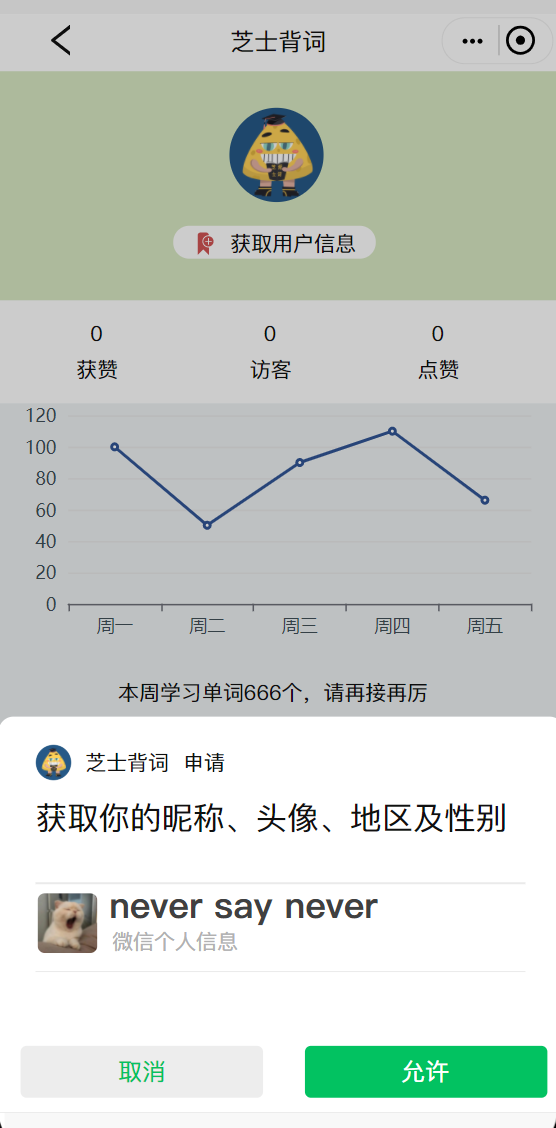 芝士背词
获取用户信息
0 0 0
获赞 访客 点赞
120
100
80
60
40
20
0
周一 周二 周三 周四 周五
本周学习单词666个，请再接再厉
芝士背词 申请
获取你的昵称、头像、地区及性别
never say never
微信个人信息
取消 允许